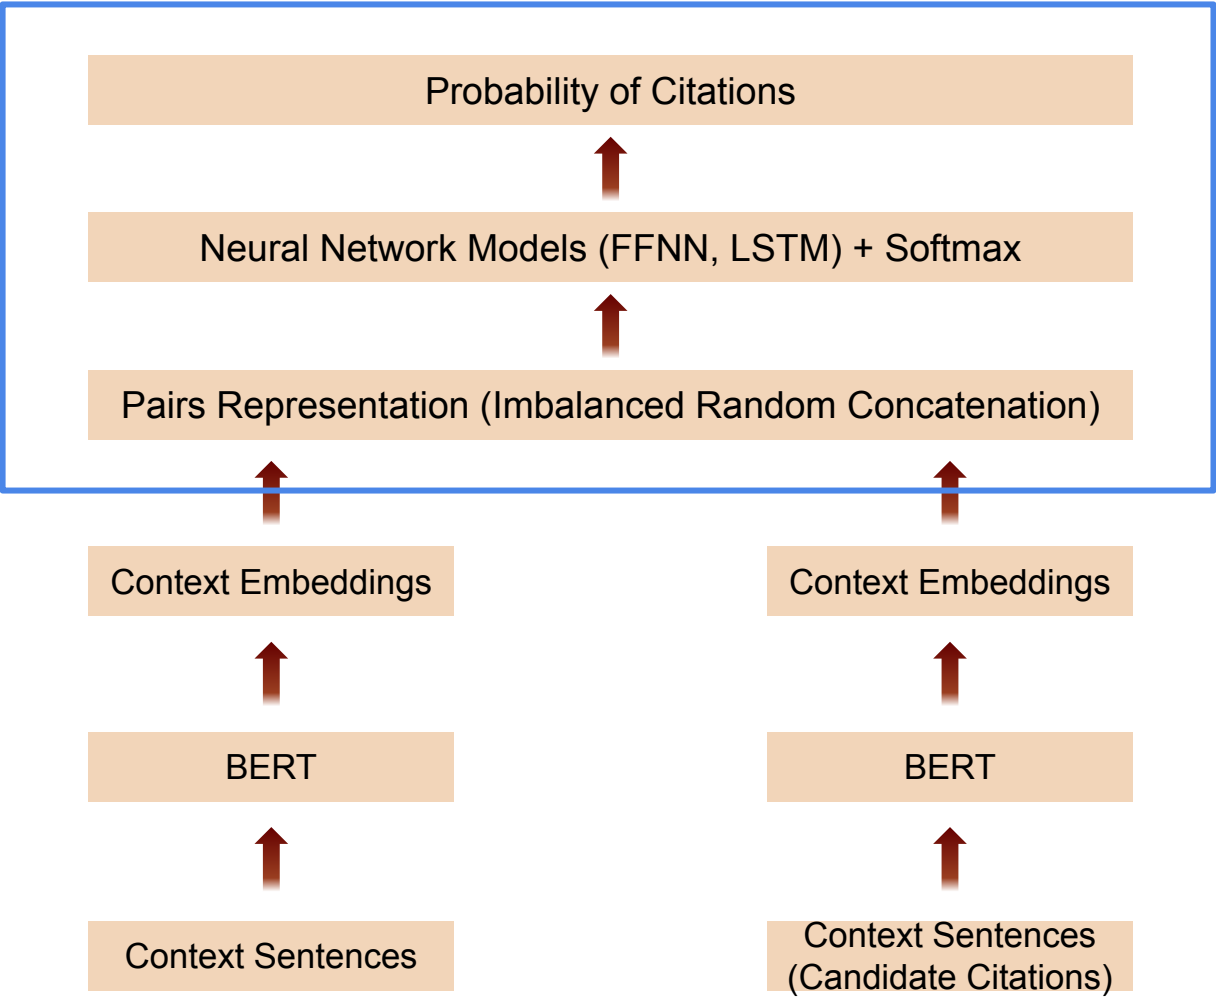 Probability of Citations
Neural Network Models (FFNN, LSTM) + Softmax
Pairs Representation (Imbalanced Random Concatenation)
Context Embeddings
Context Embeddings
BERT
BERT
Context Sentences
Context Sentences
(Candidate Citations)